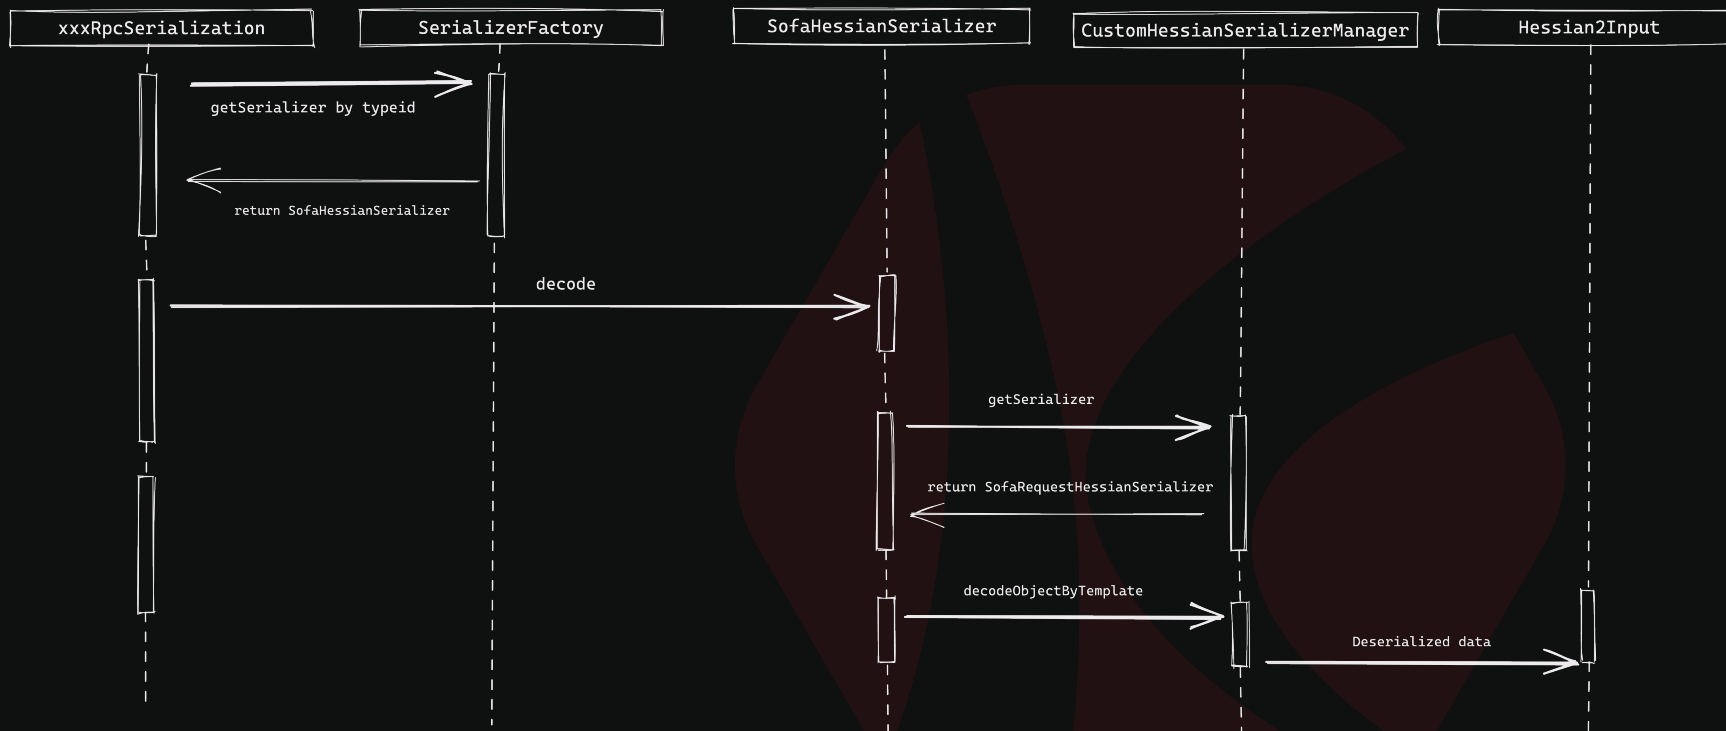 xxxRpcSerialization
SerializerFactory
SofaHessianSerializer
CustomHessianSerializerManager
Hessian2Input
getSerializer by typeid
return SofaHessianSerializer
decode
getSerializer
return SofaRequestHessianSerializer
decodeObjectByTemplate
Deserialized data